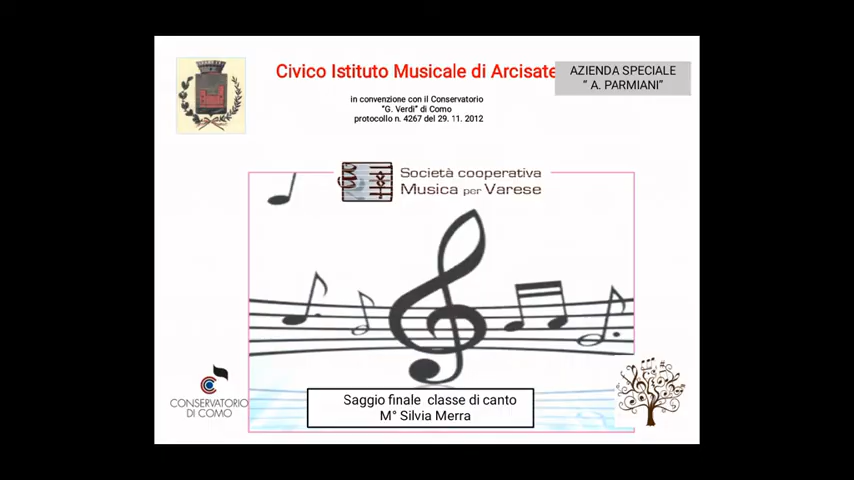 Civico Istituto Musicale di Arcisate
AZIENDA SPECIALE
“ A. PARMIANI”
in convenzione con il Conservatorio
“G. Verdi” di Como
protocollo n. 4267 del 29. 11. 2012
Società cooperativa
Musica per Varese
CONSERVATORIO
DI COMO
Saggio finale classe di canto
M° Silvia Merra